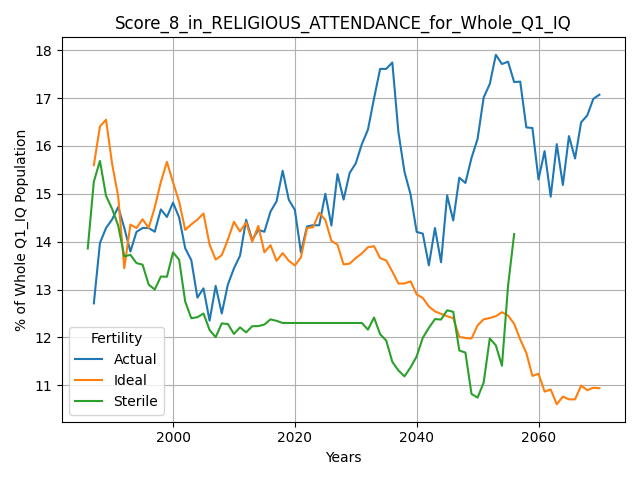 Score_8_in_RELIGIOUS_ATTENDANCE_for_Whole_Q1_IQ
% of Whole Q1_IQ Population
18
17
16
15
14
13
12
11
Fertility
Actual
Ideal
Sterile
2000
2020
2040
2060
Years